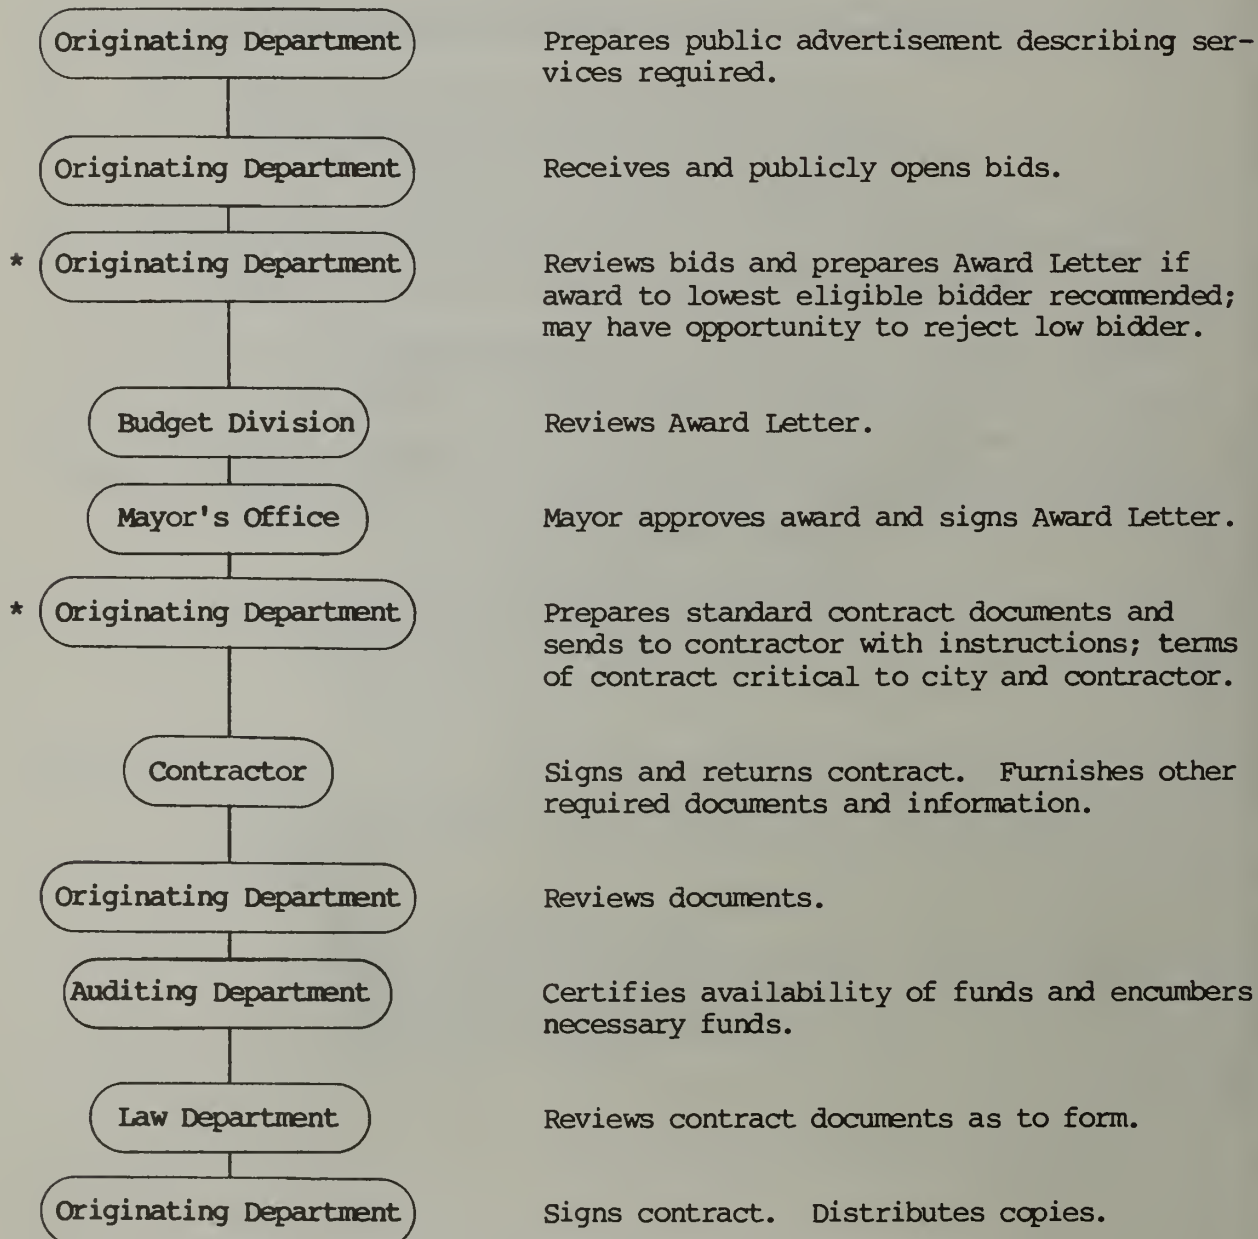 Originating Department
Prepares public advertisement describing ser-
vices required.
Originating Department
Receives and publicly opens bids.
* Originating Department
Reviews bids and prepares Award Letter if
award to lowest eligible bidder recommended;
may have opportunity to reject low bidder.
Budget Division
Reviews Award Letter.
Mayor's Office
Mayor approves award and signs Award Letter.
* Originating Department
Prepares standard contract documents and
sends to contractor with instructions; terms
of contract critical to city and contractor.
Contractor
Signs and returns contract. Furnishes other
required documents and information.
Originating Department
Reviews documents.
Auditing Department
Certifies availability of funds and encumbers
necessary funds.
Law Department
Reviews contract documents as to form.
Originating Department
Signs contract. Distributes copies.